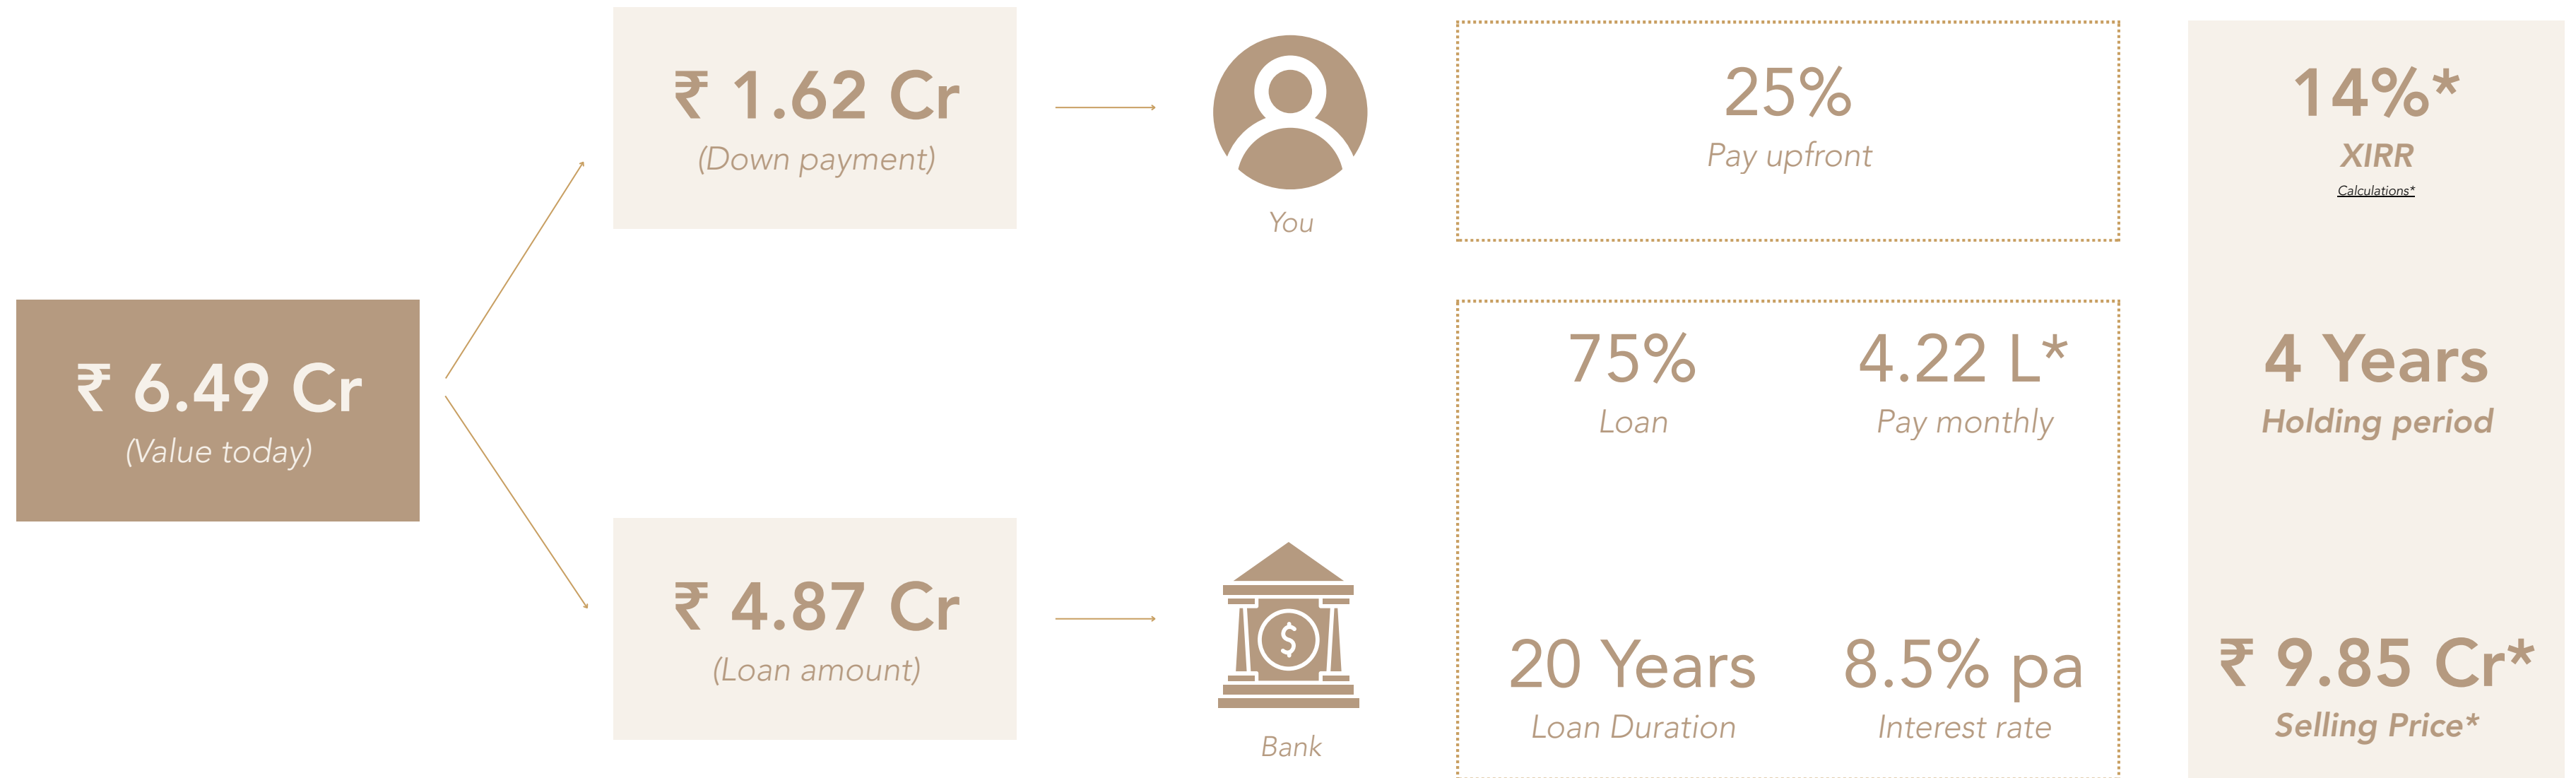 ₹ 6.49 Cr
(Value today)
₹ 1.62 Cr
(Down payment)
You
25%
Pay upfront
₹ 4.87 Cr
(Loan amount)
$
Bank
75%
Loan
4.22 L*
Pay monthly
20 Years
Loan Duration
8.5% pa
Interest rate
14%*
XIRR
Calculations*
4 Years
Holding period
₹ 9.85 Cr*
Selling Price*